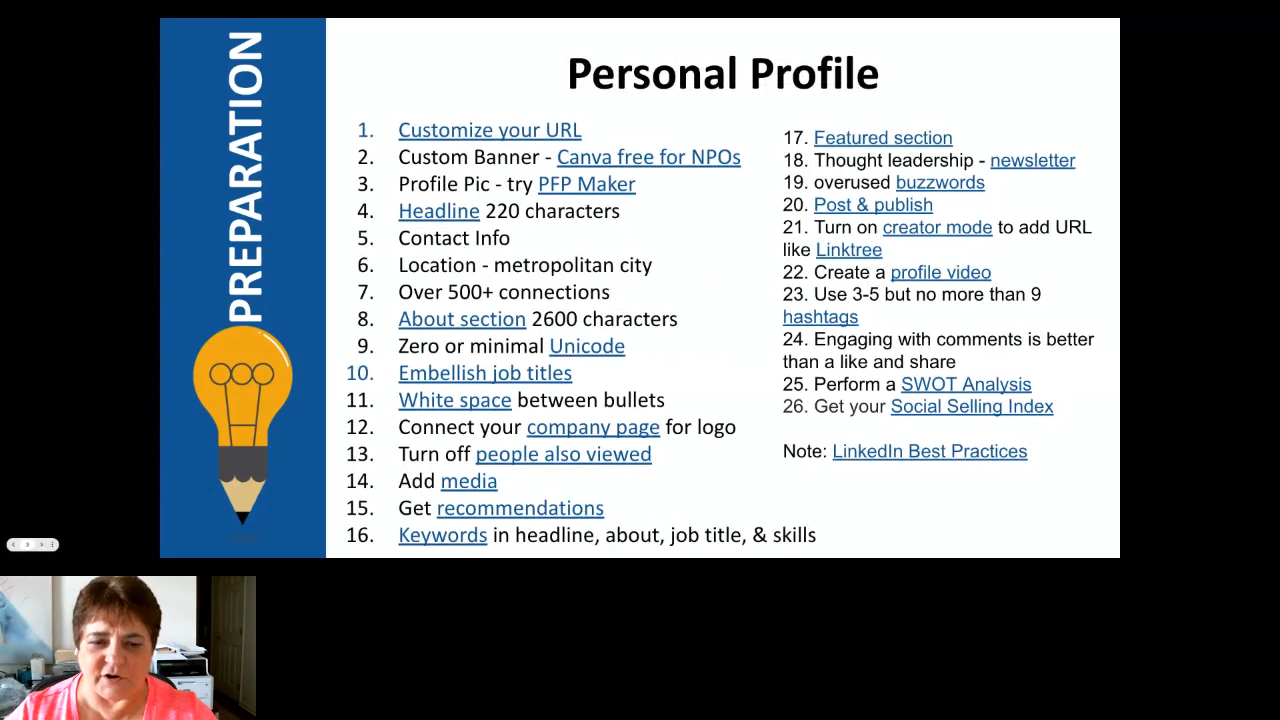 PREPARATION
Personal Profile
1. Customize your URL
2. Custom Banner - Canva free for NPOs
3. Profile Pic - try PFP Maker
4. Headline 220 characters
5. Contact Info
6. Location - metropolitan city
7. Over 500+ connections
8. About section 2600 characters
9. Zero or minimal Unicode
10. Embellish job titles
11. White space between bullets
12. Connect your company page for logo
13. Turn off people also viewed
14. Add media
15. Get recommendations
16. Keywords in headline, about, job title, & skills
17. Featured section
18. Thought leadership - newsletter
19. overused buzzwords
20. Post & publish
21. Turn on creator mode to add URL
like Linktree
22. Create a profile video
23. Use 3-5 but no more than 9
hashtags
24. Engaging with comments is better
than a like and share
25. Perform a SWOT Analysis
26. Get your Social Selling Index
Note: LinkedIn Best Practices